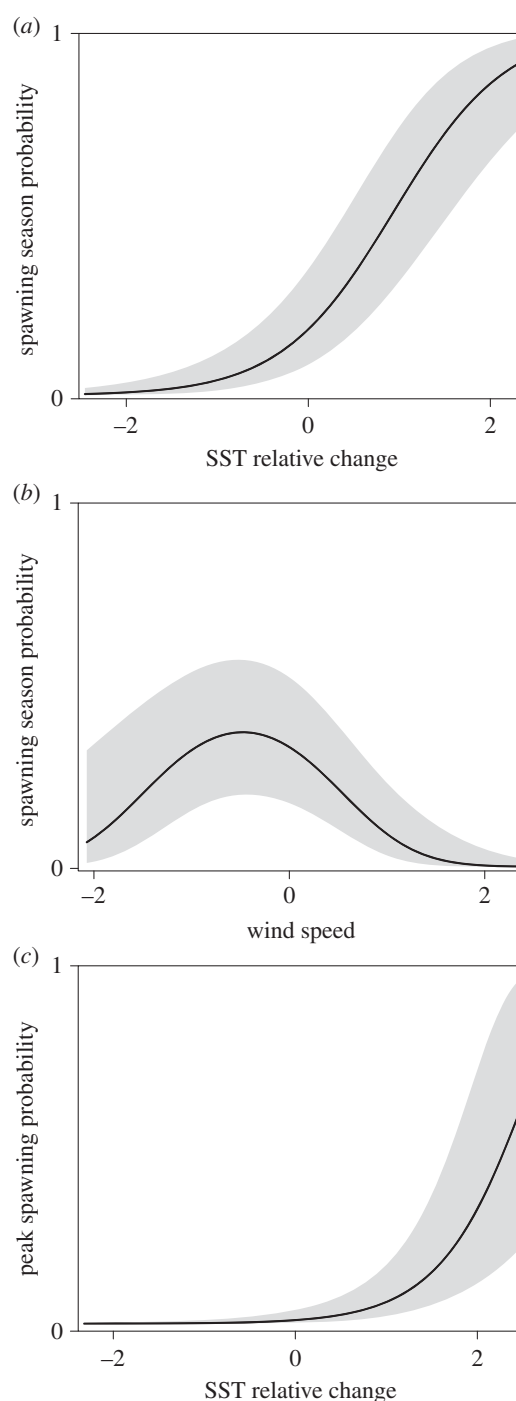 (a)
1
spawning season probability
0
–2 0 2
SST relative change
(b)
1
spawning season probability
0
–2 0 2
wind speed
(c)
1
peak spawning probability
0
–2 0 2
SST relative change